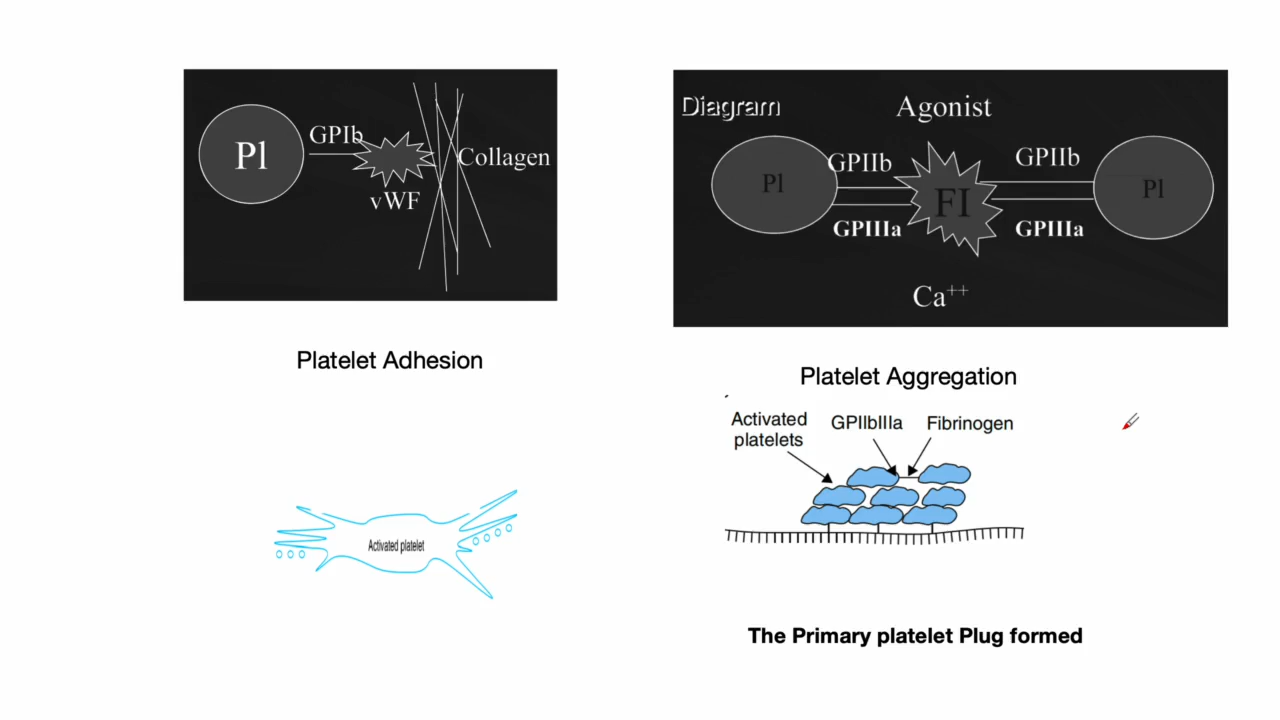 Pl
GPIb
vWF
Collagen
Platelet Adhesion
Activated platelet
Diagram
Agonist
Pl
GPIIb
GPIIIa
FI
GPIIb
GPIIIa
Pl
Ca++
Platelet Aggregation
Activated
platelets
GPIIbIIIa
Fibrinogen
The Primary platelet Plug formed